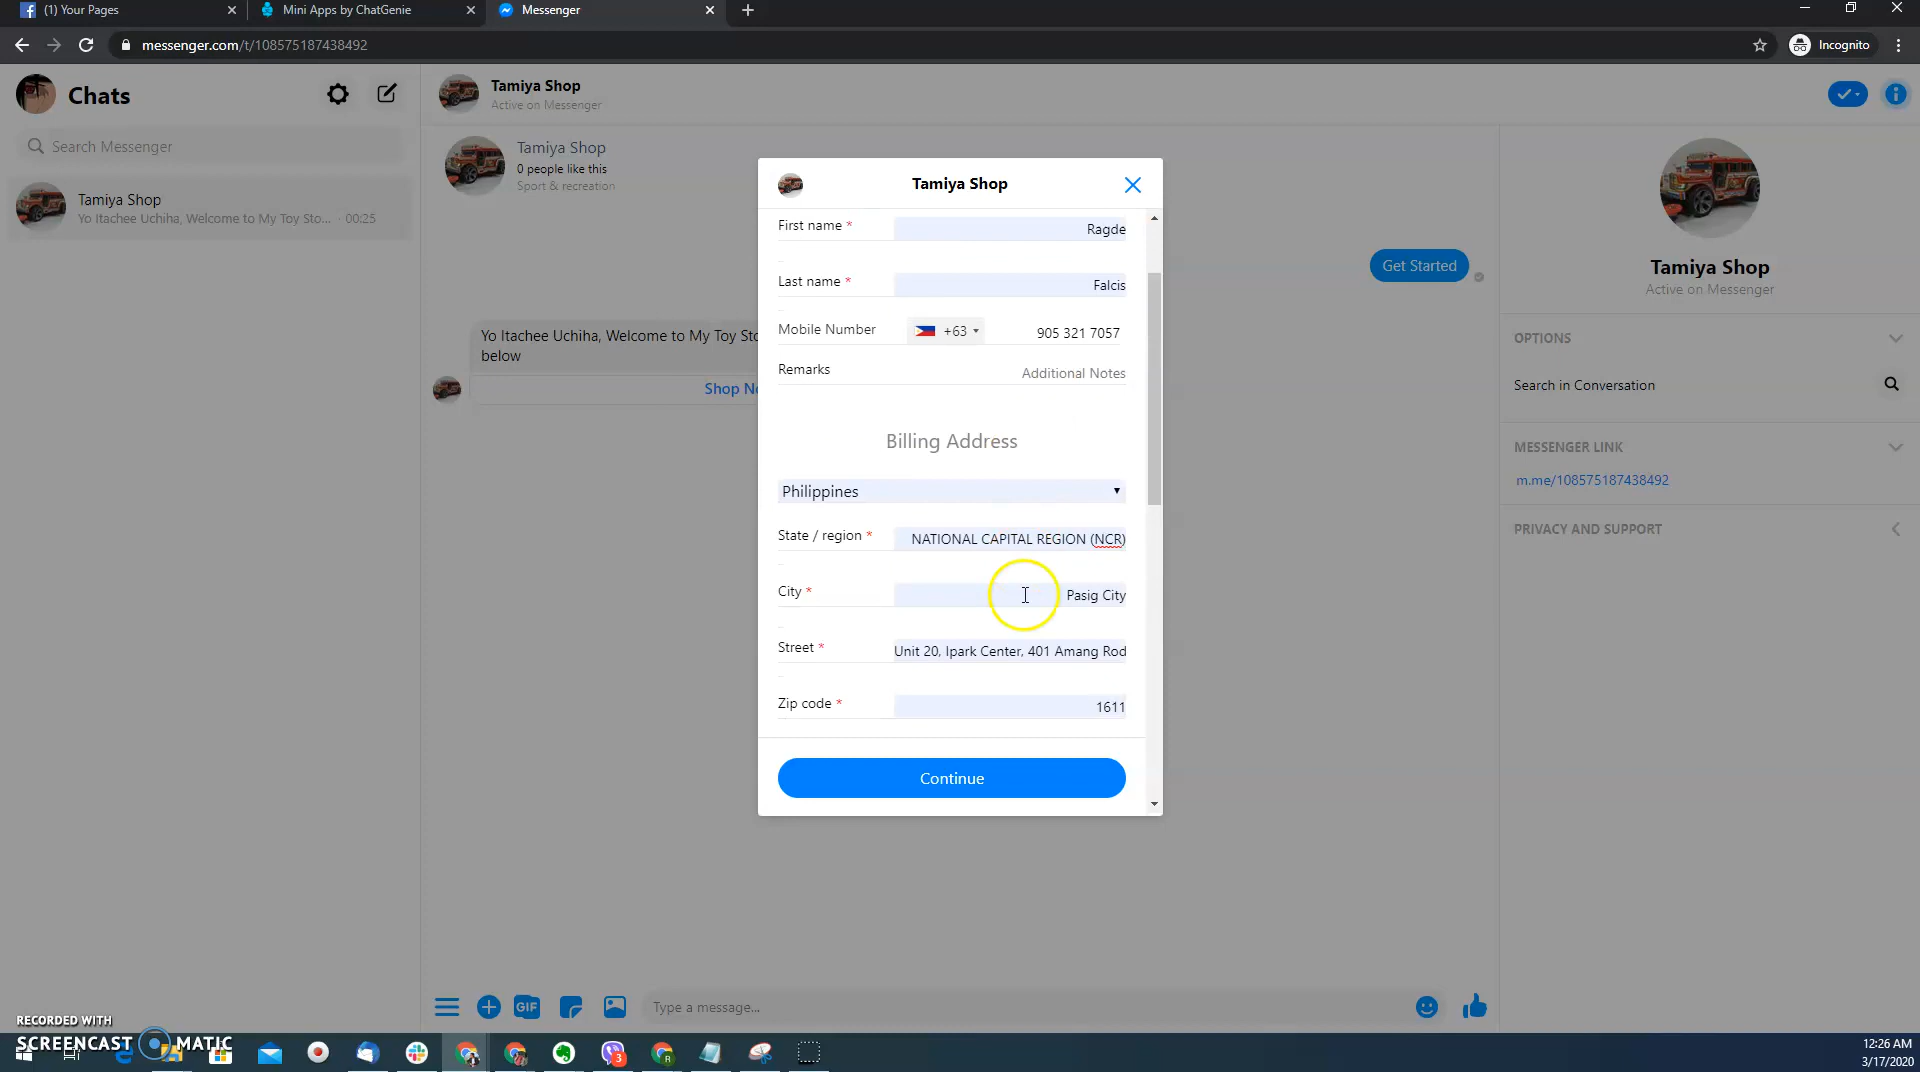 (1) Your Pages
Mini Apps by ChatGenie
Messenger
messenger.com/t/108575187438492
Incognito
Chats
Search Messenger
Tamiya Shop
Yo Itachee Uchiha, Welcome to My Toy Sto... · 00:25
Tamiya Shop
Active on Messenger
Tamiya Shop
0 people like this
Sport & recreation
Get Started
Yo Itachee Uchiha, Welcome to My Toy Sto
below
Shop N
Tamiya Shop
First name *
Ragde
Last name *
Falcis
Mobile Number
+63
905 321 7057
Remarks
Additional Notes
Billing Address
Philippines
State / region *
NATIONAL CAPITAL REGION (NCR)
City *
Pasig City
Street *
Unit 20, Ipark Center, 401 Amang Rod
Zip code *
1611
Continue
Tamiya Shop
Active on Messenger
OPTIONS
Search in Conversation
MESSENGER LINK
m.me/108575187438492
PRIVACY AND SUPPORT
GIF
Type a message...
RECORDED WITH
SCREENCAST MATIC
3
R
12:26 AM
3/17/2020